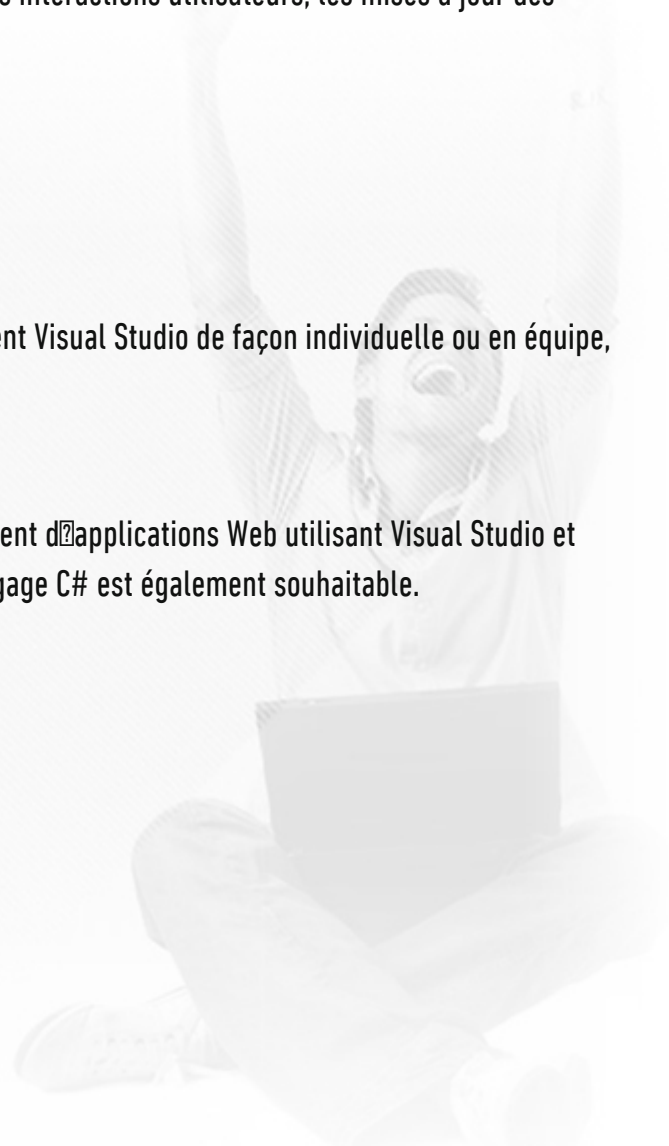 interactions utilisateurs, les mises à jour des
nt Visual Studio de façon individuelle ou en équipe,
ent d’applications Web utilisant Visual Studio et
gage C# est également souhaitable.